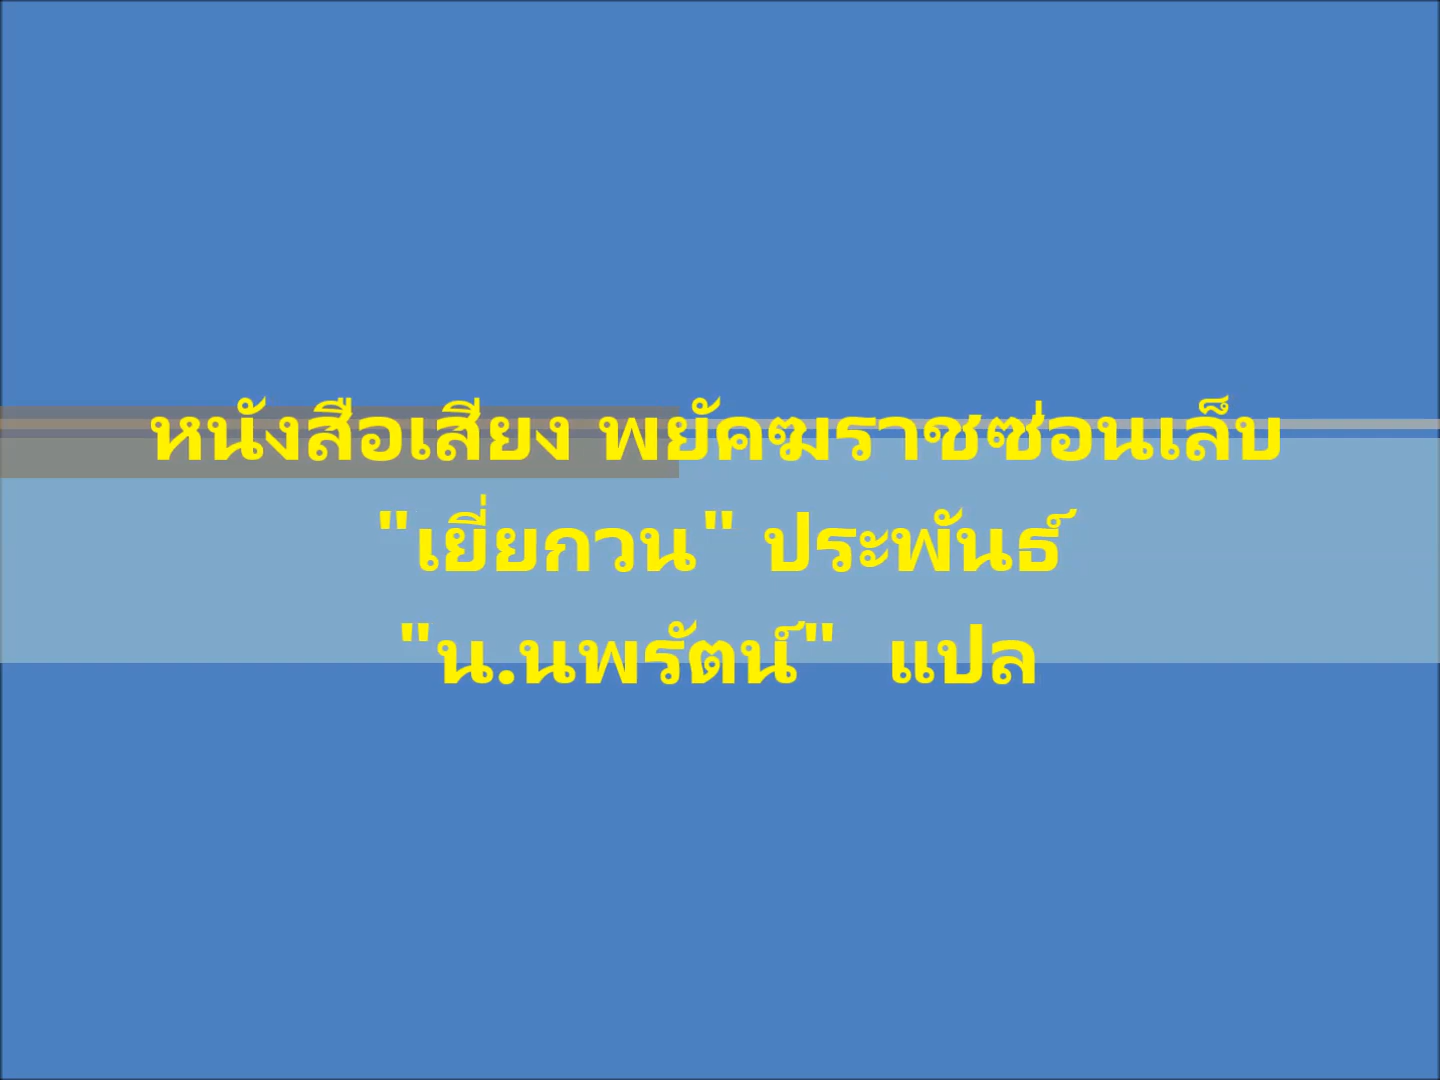 หนังสือเสียง พยัคฆราชซ่อนเล็บ
"เยี่ยกวน" ประพันธ์
"น.นพรัตน์" แปล